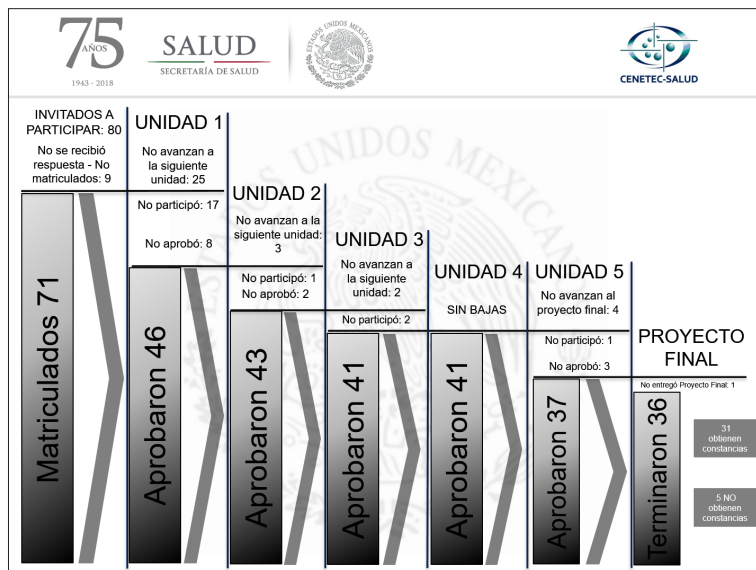 75
AÑOS
1943 - 2018
SALUD
SECRETARÍA DE SALUD
ESTADOS UNIDOS MEXICANOS
CENETEC-SALUD
INVITADOS A
PARTICIPAR: 80
No se recibió
respuesta - No
matriculados: 9
Matriculados 71
UNIDAD 1
No avanzan a
la siguiente
unidad: 25
No participó: 17
No aprobó: 8
Aprobaron 46
UNIDAD 2
No avanzan a la
siguiente unidad:
3
No participó: 1
No aprobó: 2
Aprobaron 43
UNIDAD 3
No avanzan a
la siguiente
unidad: 2
No participó: 2
Aprobaron 41
UNIDAD 4
SIN BAJAS
Aprobaron 41
UNIDAD 5
No avanzan al
proyecto final: 4
No participó: 1
No aprobó: 3
Aprobaron 37
PROYECTO
FINAL
No entregó Proyecto Final: 1
Terminaron 36
31
obtienen
constancias
5 NO
obtienen
constancias
ESTADOS UNIDOS MEXICANOS